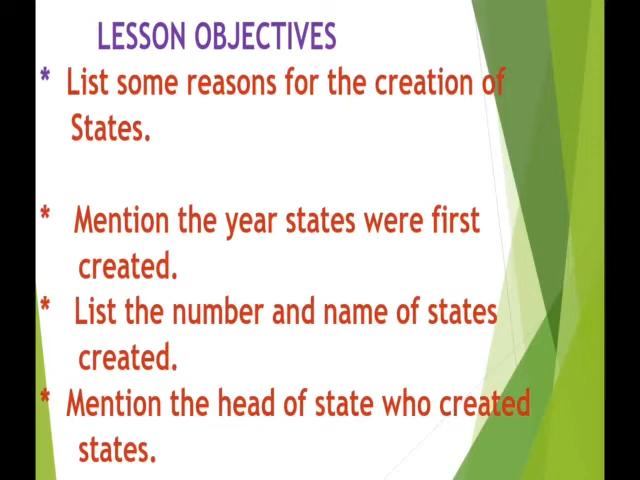 LESSON OBJECTIVES
* List some reasons for the creation of
States.
* Mention the year states were first
created.
* List the number and name of states
created.
* Mention the head of state who created
states.